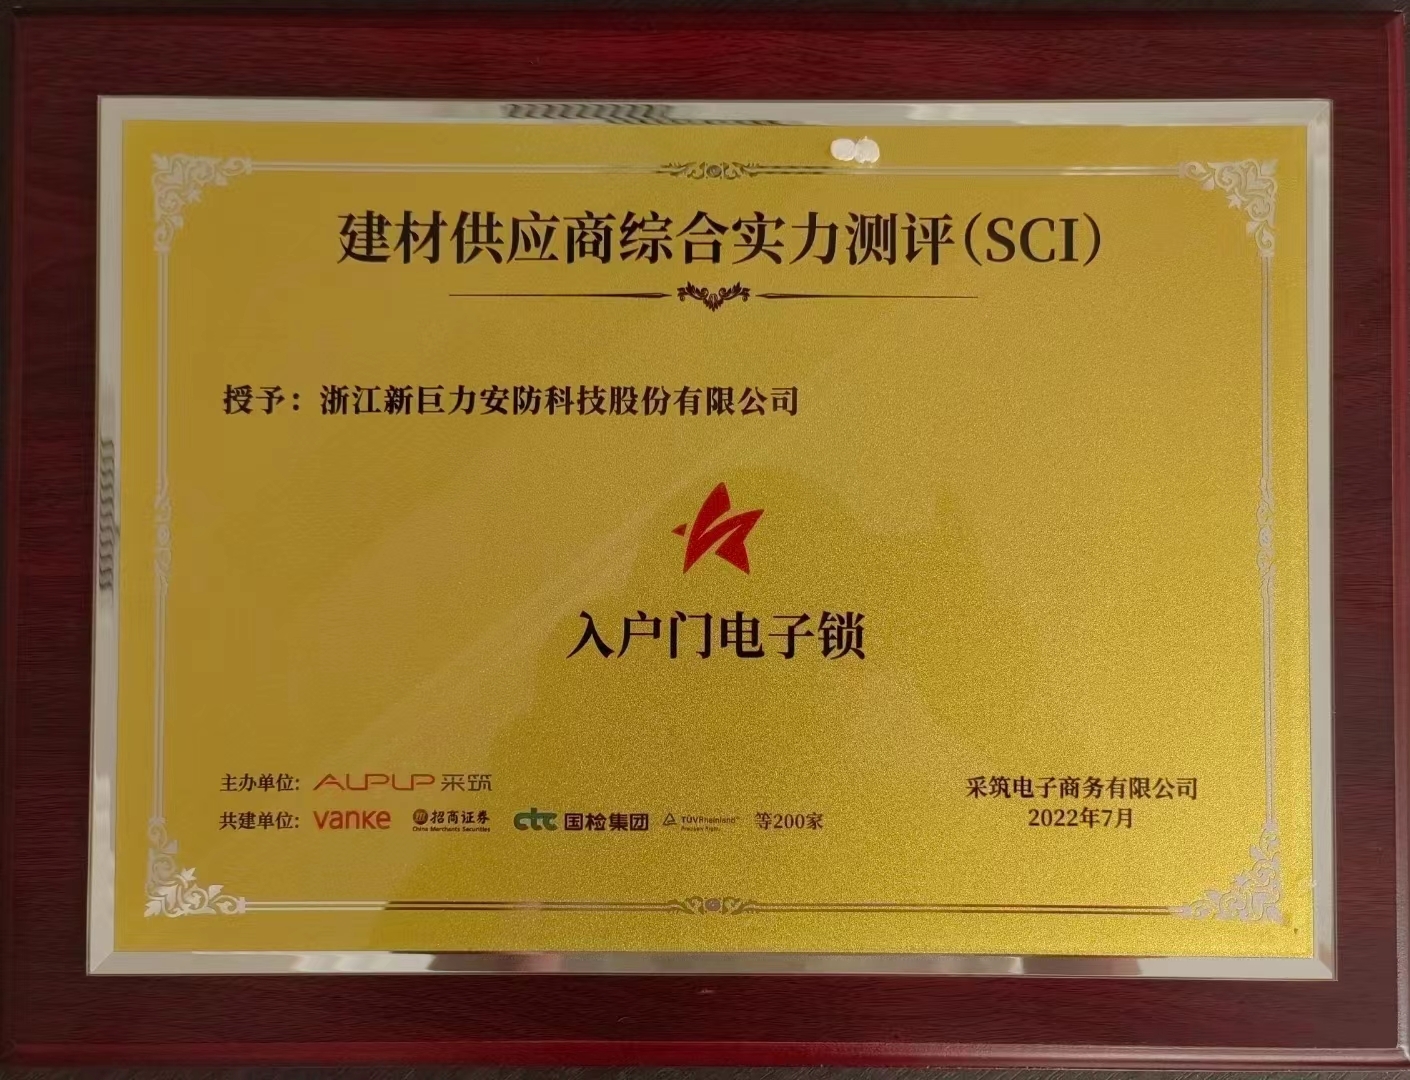 建材供应商综合实力测评(SCI)
授予：浙江新巨力安防科技股份有限公司
入户门电子锁
主办单位: AUPUP 采筑
共建单位: vanke 招商证券 China Merchants Securities ctc 国检集团 TÜVRheinland 等200家
采筑电子商务有限公司
2022年7月